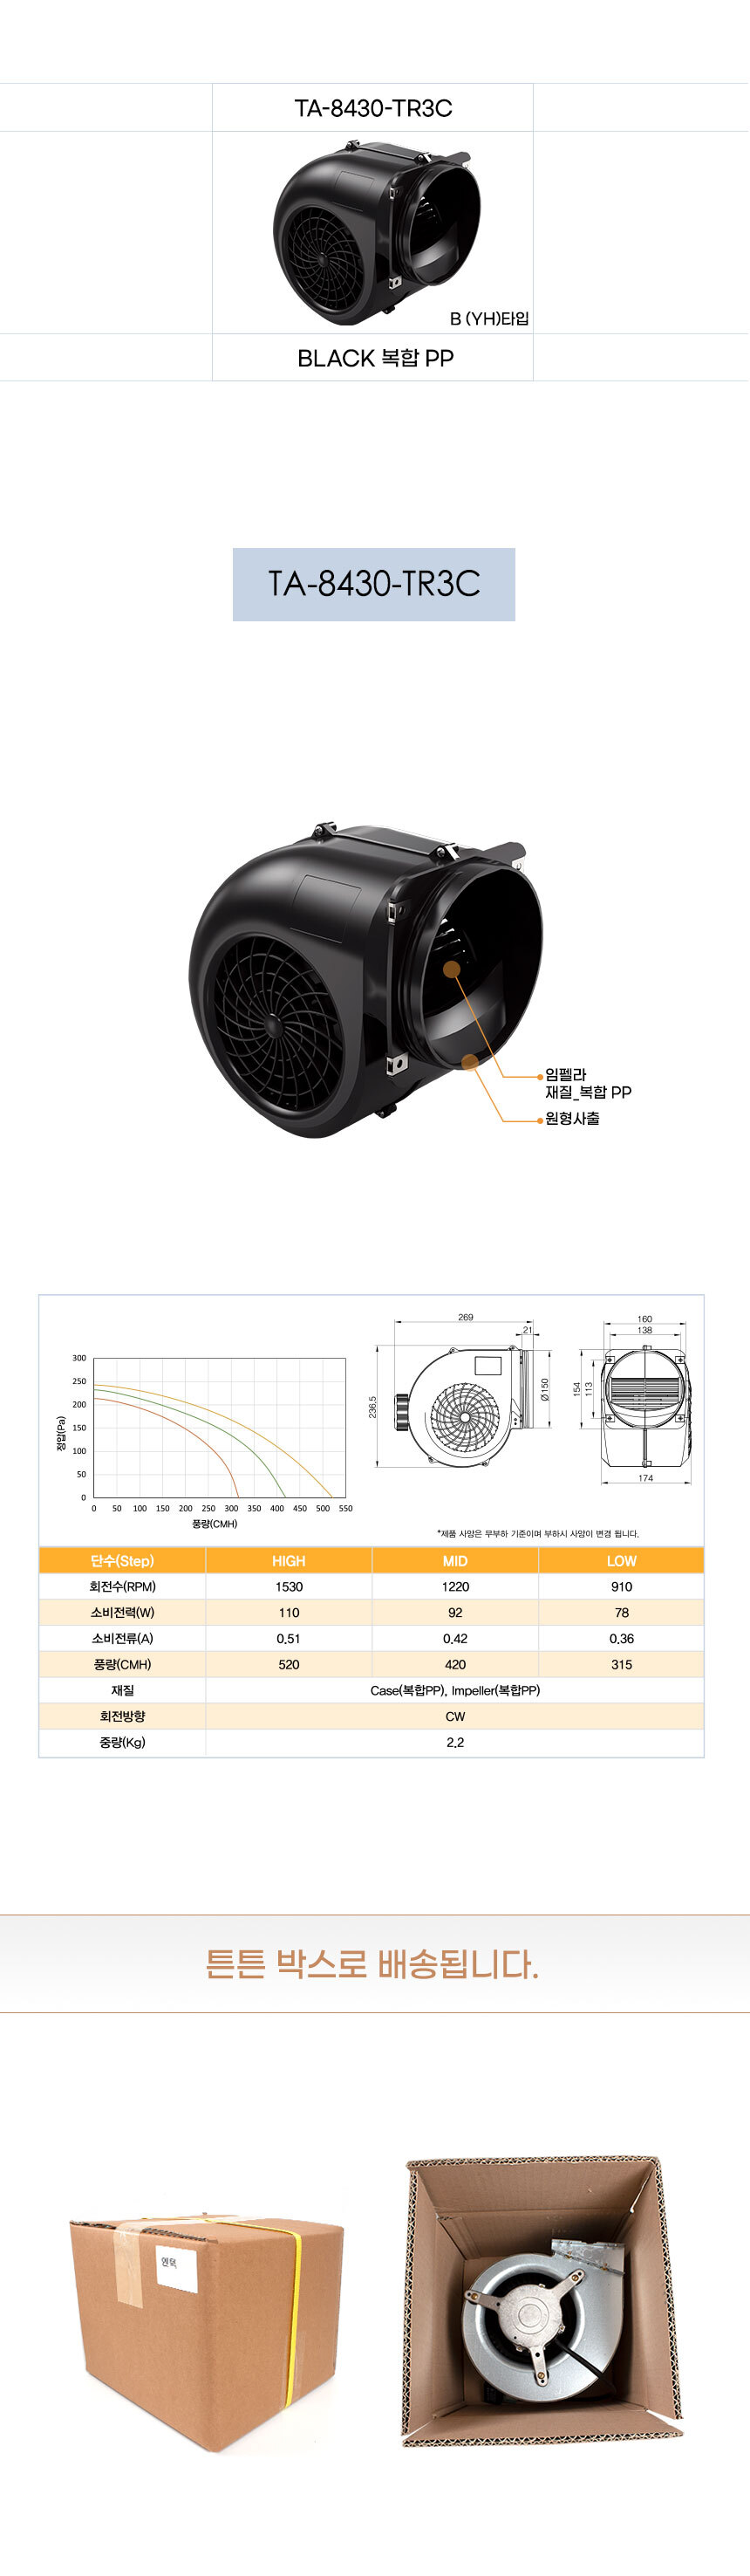 TA-8430-TR3C
B (YH)타입
BLACK 복합 PP
TA-8430-TR3C
임펠라
재질_복합 PP
원형사출
300
250
200
150
100
50
0
정압(Pa)
0 50 100 150 200 250 300 350 400 450 500 550
풍량(CMH)
269
21
236.5
Ø150
160
138
154
113
174
*제품 사양은 무부하 기준이며 부하시 사양이 변경 됩니다.
단수(Step) HIGH MID LOW
회전수(RPM) 1530 1220 910
소비전력(W) 110 92 78
소비전류(A) 0.51 0.42 0.36
풍량(CMH) 520 420 315
재질 Case(복합PP), Impeller(복합PP)
회전방향 CW
중량(Kg) 2.2
튼튼 박스로 배송됩니다.
엔텍